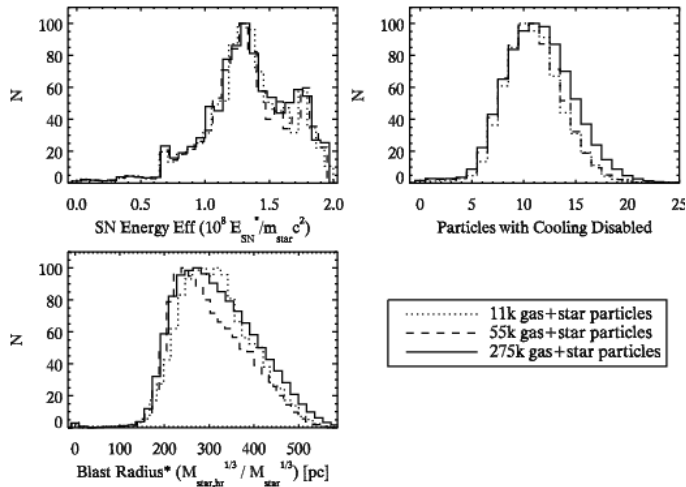 N
100
80
60
40
20
0
0.0 0.5 1.0 1.5 2.0
SN Energy Eff (10^8 E_SN^*/m_star c^2)
N
100
80
60
40
20
0
0 5 10 15 20 25
Particles with Cooling Disabled
N
100
80
60
40
20
0
0 100 200 300 400 500
Blast Radius* (M_star,hr^1/3 / M_star^1/3) [pc]
11k gas+star particles
55k gas+star particles
275k gas+star particles